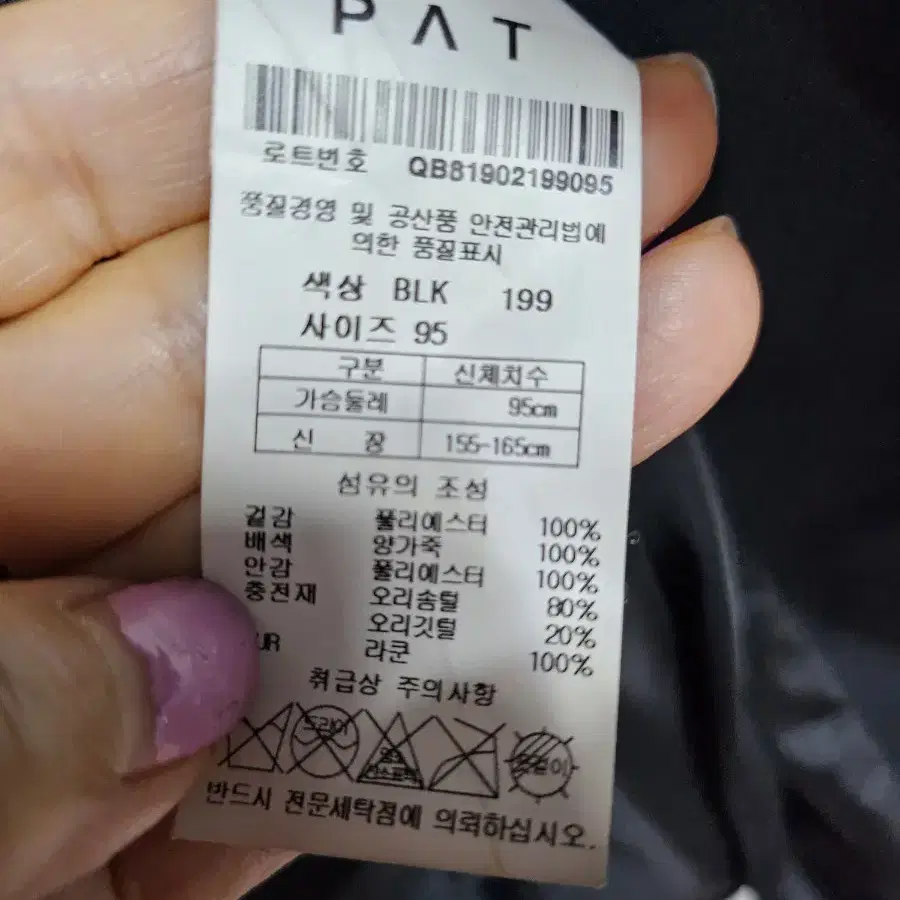 PAT
로트번호 QB81902199095
품질경영 및 공산품 안전관리법에
의한 품질표시
색상 BLK 199
사이즈 95
구분 신체치수
가슴둘레 95cm
신 장 155-165cm
섬유의 조성
겉감 폴리에스터 100%
배색 양가죽 100%
안감 폴리에스터 100%
충전재 오리솜털 80%
오리깃털 20%
UR 라쿤 100%
취급상 주의사항
드라이
반드시 전문세탁점에 의뢰하십시오.